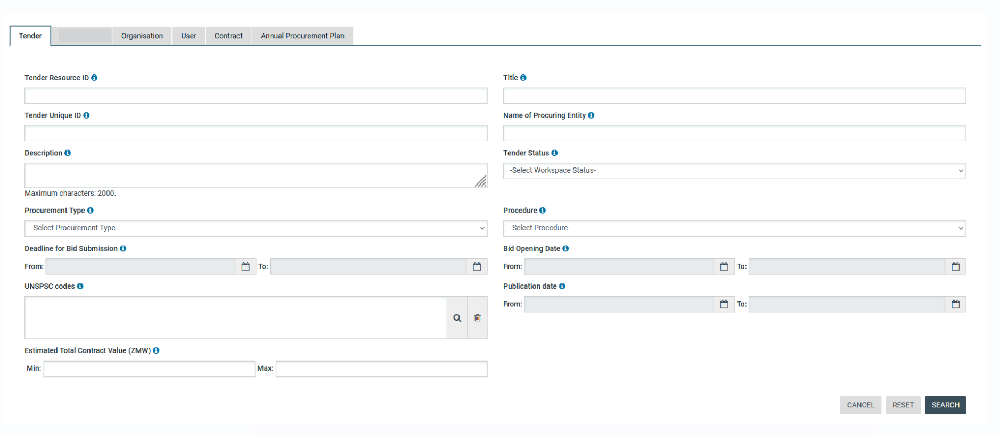 Tender Organisation User Contract Annual Procurement Plan
Tender Resource ID
Title
Tender Unique ID
Name of Procuring Entity
Description
Tender Status
-Select Workspace Status-
Maximum characters: 2000.
Procurement Type
Procedure
-Select Procurement Type-
-Select Procedure-
Deadline for Bid Submission
Bid Opening Date
From: To:
From: To:
UNSPSC codes
Publication date
From: To:
Estimated Total Contract Value (ZMW)
Min: Max:
CANCEL RESET SEARCH